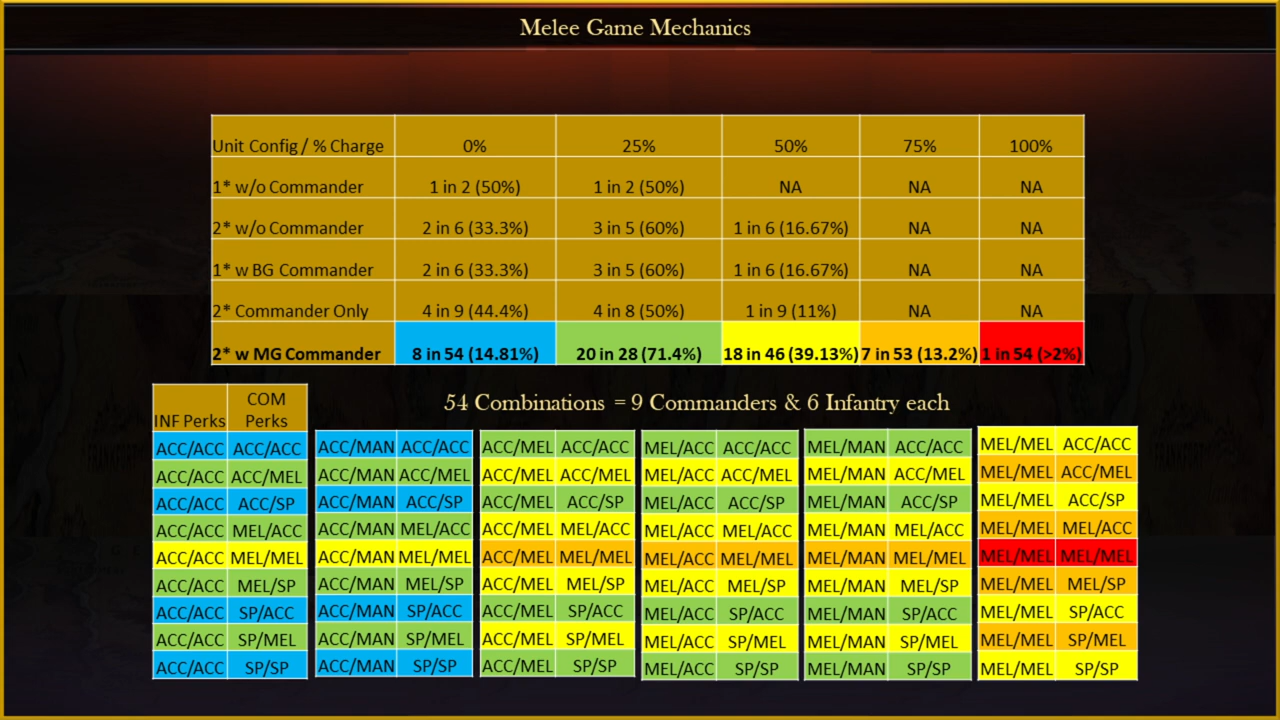 Melee Game Mechanics
Unit Config / % Charge 0% 25% 50% 75% 100%
1* w/o Commander 1 in 2 (50%) 1 in 2 (50%) NA NA NA
2* w/o Commander 2 in 6 (33.3%) 3 in 5 (60%) 1 in 6 (16.67%) NA NA
1* w BG Commander 2 in 6 (33.3%) 3 in 5 (60%) 1 in 6 (16.67%) NA NA
2* Commander Only 4 in 9 (44.4%) 4 in 8 (50%) 1 in 9 (11%) NA NA
2* w MG Commander 8 in 54 (14.81%) 20 in 28 (71.4%) 18 in 46 (39.13%) 7 in 53 (13.2%) 1 in 54 (>2%)
54 Combinations = 9 Commanders & 6 Infantry each
COM
INF Perks Perks
ACC/ACC ACC/ACC ACC/MAN ACC/ACC ACC/MEL ACC/ACC MEL/ACC ACC/ACC MEL/MAN ACC/ACC MEL/MEL ACC/ACC
ACC/ACC ACC/MEL ACC/MAN ACC/MEL ACC/MEL ACC/MEL MEL/ACC ACC/MEL MEL/MAN ACC/MEL MEL/MEL ACC/MEL
ACC/ACC ACC/SP ACC/MAN ACC/SP ACC/MEL ACC/SP MEL/ACC ACC/SP MEL/MAN ACC/SP MEL/MEL ACC/SP
ACC/ACC MEL/ACC ACC/MAN MEL/ACC ACC/MEL MEL/ACC MEL/ACC MEL/ACC MEL/MAN MEL/ACC MEL/MEL MEL/ACC
ACC/ACC MEL/MEL ACC/MAN MEL/MEL ACC/MEL MEL/MEL MEL/ACC MEL/MEL MEL/MAN MEL/MEL MEL/MEL MEL/MEL
ACC/ACC MEL/SP ACC/MAN MEL/SP ACC/MEL MEL/SP MEL/ACC MEL/SP MEL/MAN MEL/SP MEL/MEL MEL/SP
ACC/ACC SP/ACC ACC/MAN SP/ACC ACC/MEL SP/ACC MEL/ACC SP/ACC MEL/MAN SP/ACC MEL/MEL SP/ACC
ACC/ACC SP/MEL ACC/MAN SP/MEL ACC/MEL SP/MEL MEL/ACC SP/MEL MEL/MAN SP/MEL MEL/MEL SP/MEL
ACC/ACC SP/SP ACC/MAN SP/SP ACC/MEL SP/SP MEL/ACC SP/SP MEL/MAN SP/SP MEL/MEL SP/SP